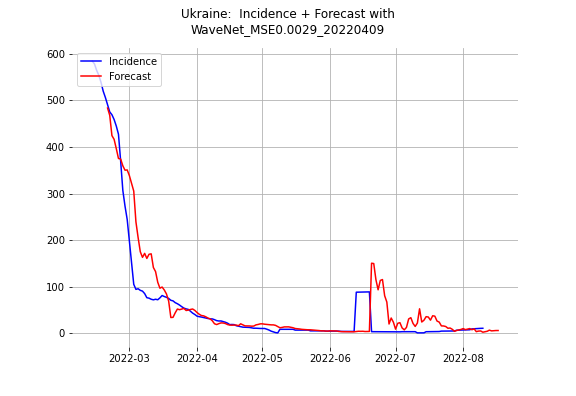 Ukraine:  Incidence + Forecast with
WaveNet_MSE0.0029_20220409
600
Incidence
Forecast
500
400
300
200
100
0
2022-03 2022-04 2022-05 2022-06 2022-07 2022-08